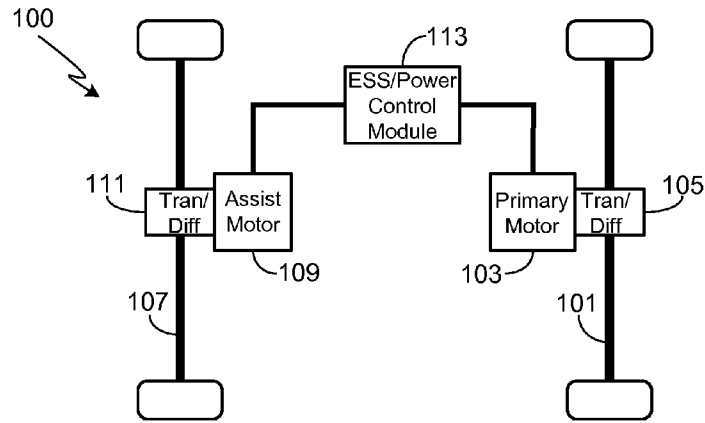 100
113
ESS/Power
Control
Module
111
Tran/
Diff
Assist
Motor
109
Primary
Motor
103
Tran/
Diff
105
107
101